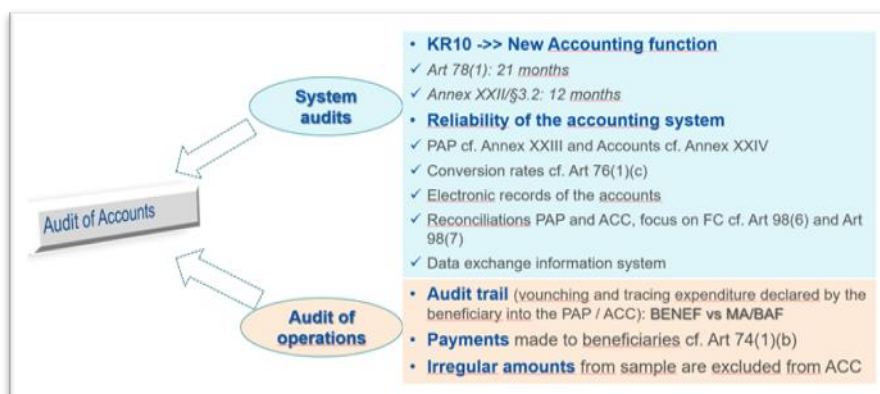 • KR10 ->> New Accounting function
✓ Art 78(1): 21 months
✓ Annex XXII/§3.2: 12 months
• Reliability of the accounting system
✓ PAP cf. Annex XXIII and Accounts cf. Annex XXIV
✓ Conversion rates cf. Art 76(1)(c)
✓ Electronic records of the accounts
✓ Reconciliations PAP and ACC, focus on FC cf. Art 98(6) and Art
98(7)
✓ Data exchange information system
System
audits
Audit of Accounts
Audit of
operations
• Audit trail (vounching and tracing expenditure declared by the
beneficiary into the PAP / ACC): BENEF vs MA/BAF
• Payments made to beneficiaries cf. Art 74(1)(b)
• Irregular amounts from sample are excluded from ACC